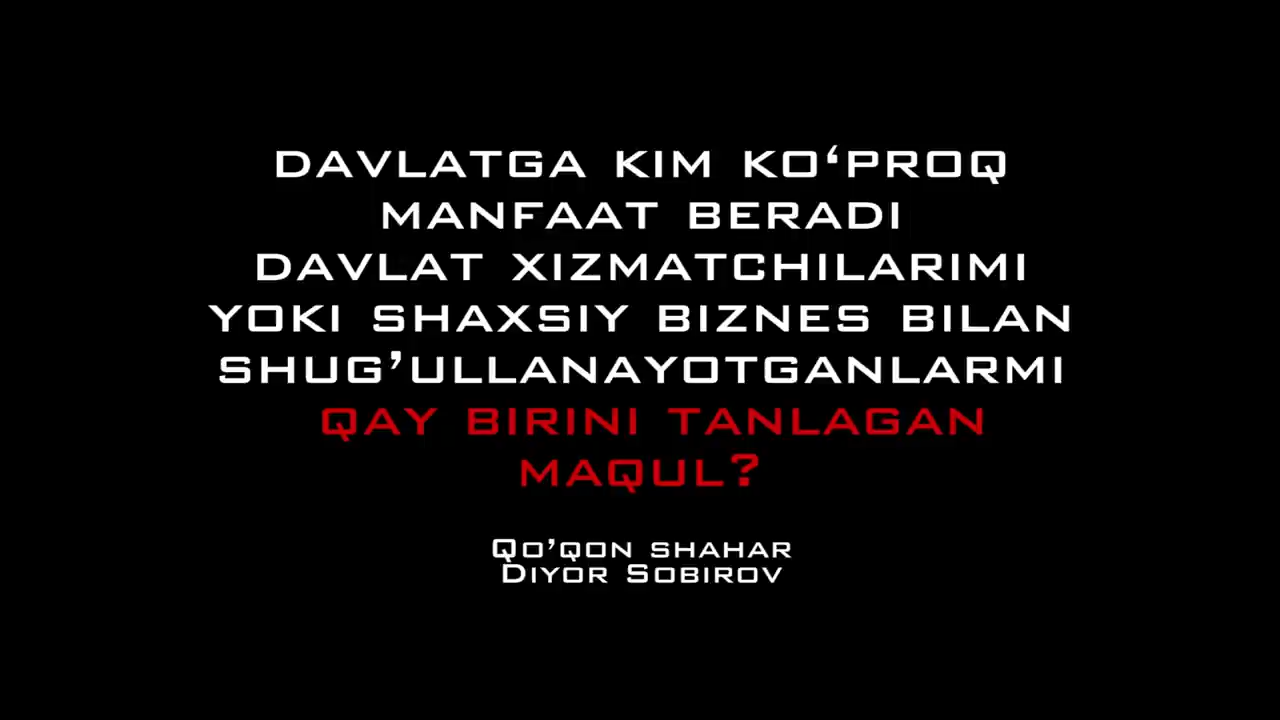 DAVLATGA KIM KO‘PROQ
MANFAAT BERADI
DAVLAT XIZMATCHILARIMI
YOKI SHAXSIY BIZNES BILAN
SHUG’ULLANAYOTGANLARMI
QAY BIRINI TANLAGAN
MAQUL?
QO’QON SHAHAR
DIYOR SOBIROV